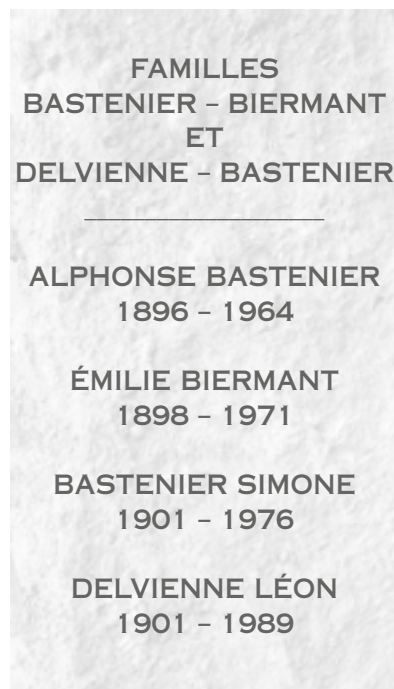 FAMILLES
BASTENIER – BIERMANT
ET
DELVIENNE – BASTENIER
ALPHONSE BASTENIER
1896 – 1964
ÉMILIE BIERMANT
1898 – 1971
BASTENIER SIMONE
1901 – 1976
DELVIENNE LÉON
1901 – 1989